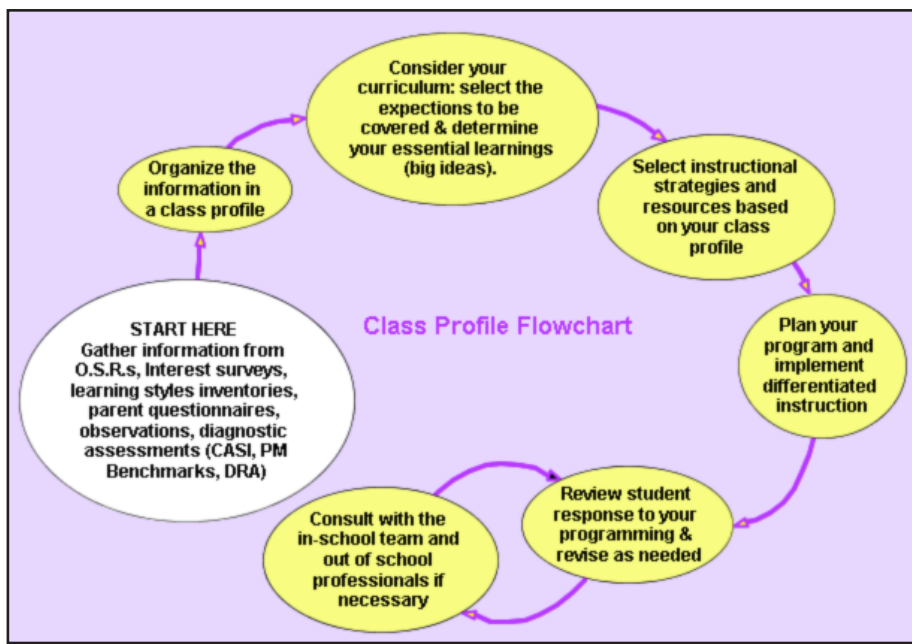 START HERE
Gather information from
O.S.R.s, Interest surveys,
learning styles inventories,
parent questionnaires,
observations, diagnostic
assessments (CASI, PM
Benchmarks, DRA)
Organize the
information in
a class profile
Consider your
curriculum: select the
expections to be
covered & determine
your essential learnings
(big ideas).
Select instructional
strategies and
resources based
on your class
profile
Class Profile Flowchart
Plan your
program and
implement
differentiated
instruction
Review student
response to your
programming &
revise as needed
Consult with the
in-school team and
out of school
professionals if
necessary